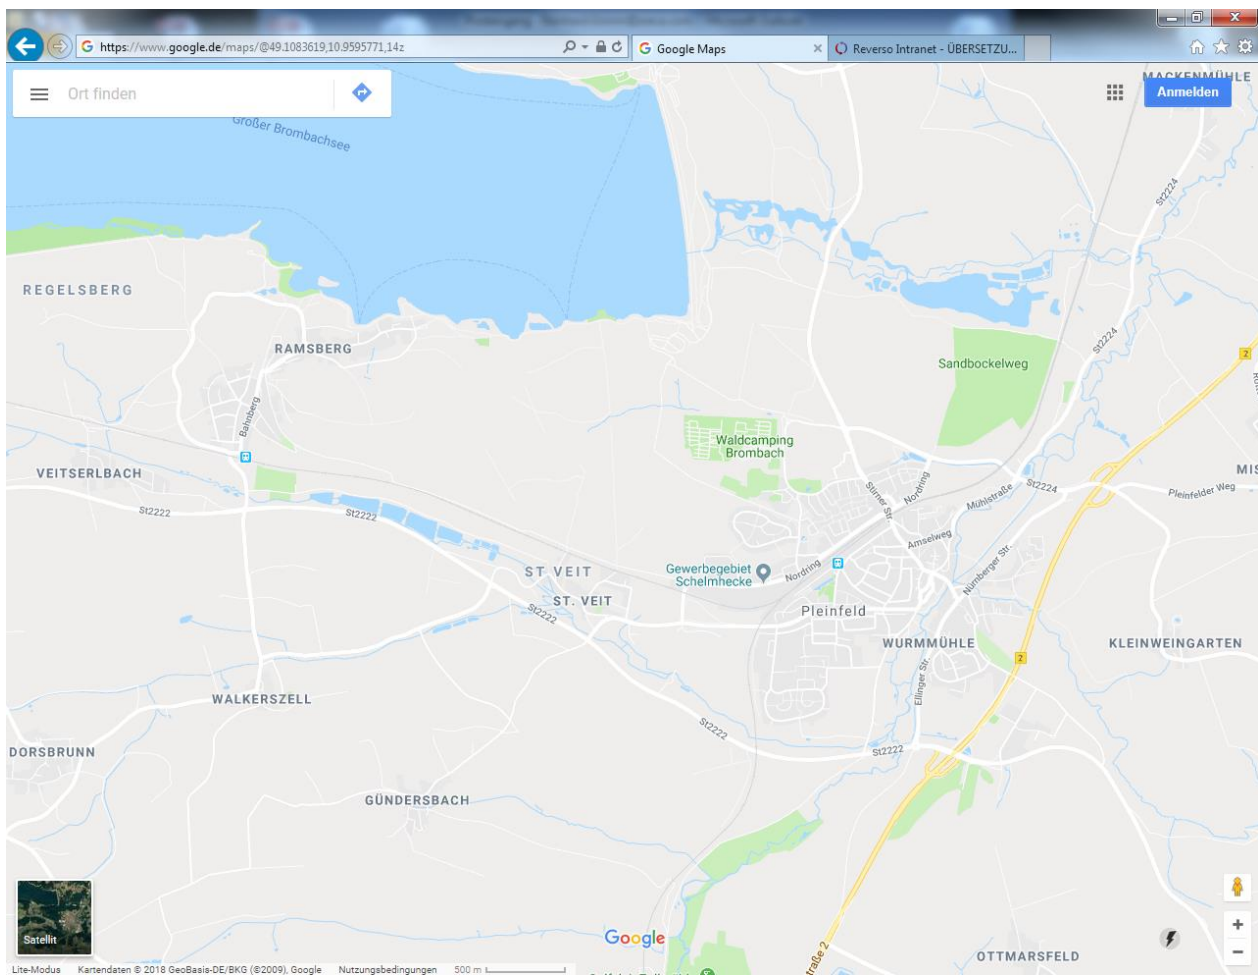 https://www.google.de/maps/@49.1083619,10.9595771,14z
Google Maps
Reverso Intranet - ÜBERSETZU...
Ort finden
Anmelden
MACKENMÜHLE
Großer Brombachsee
St2224
REGELSBERG
RAMSBERG
St2224
2
Sandbockelweg
Bahnberg
Waldcamping
Brombach
VEITSERLBACH
Stirner Str.
Nordring
Mühlstraße
St2224
Pleinfelder Weg
MIS
St2222
St2222
Amselweg
ST VEIT
Gewerbegebiet
Schelmhecke
Nordring
Nürnberger Str.
ST. VEIT
St2222
Pleinfeld
WURMMÜHLE
KLEINWEINGARTEN
2
Ellinger Str.
WALKERSZELL
St2222
St2222
DORSBRUNN
GÜNDERSBACH
Satellit
Google
OTTMARSFELD
Lite-Modus Kartendaten © 2018 GeoBasis-DE/BKG (©2009), Google Nutzungsbedingungen 500 m